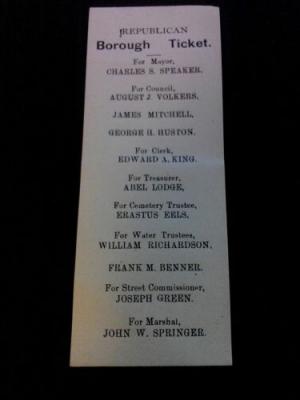 REPUBLICAN
Borough Ticket.
For Mayor,
CHARLES S. SPEAKER.
For Council,
AUGUST J. VOLKERS,
JAMES MITCHELL,
GEORGE H. HUSTON.
For Clerk,
EDWARD A. KING.
For Treasurer,
ABEL LODGE,
For Cemetery Trustee,
ERASTUS EELS,
For Water Trustees,
WILLIAM RICHARDSON,
FRANK M. BENNER.
For Street Commissioner,
JOSEPH GREEN.
For Marshal,
JOHN W. SPRINGER.